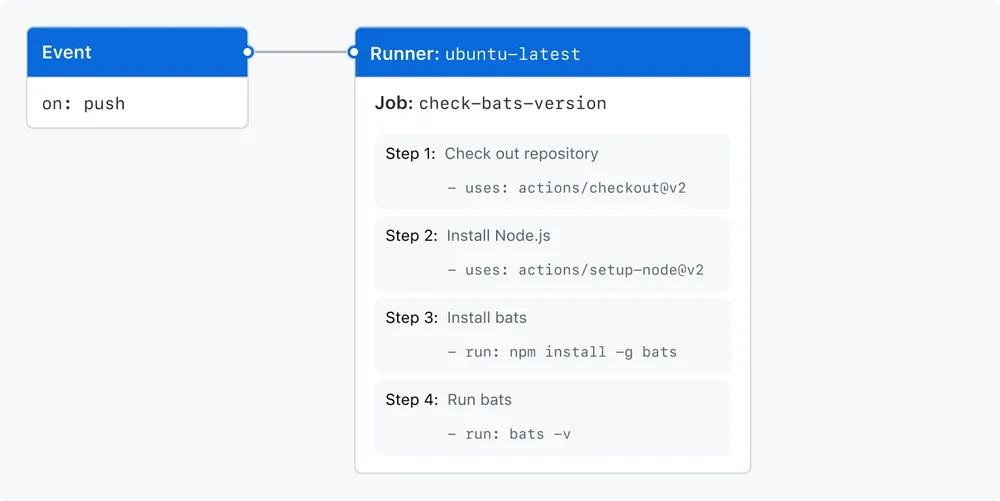 Event
on: push
Runner: ubuntu-latest
Job: check-bats-version
Step 1: Check out repository
- uses: actions/checkout@v2
Step 2: Install Node.js
- uses: actions/setup-node@v2
Step 3: Install bats
- run: npm install -g bats
Step 4: Run bats
- run: bats -v